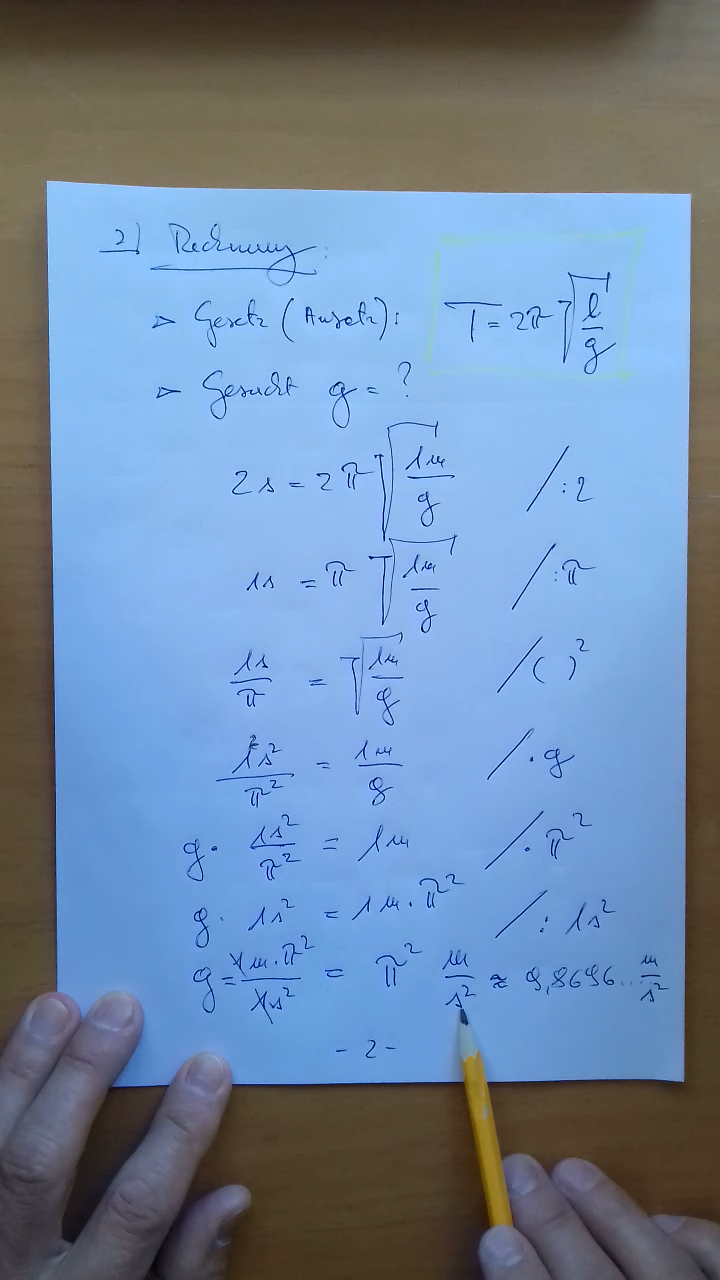 2) Rechnung:
▻ Gesetz (Ansatz): T = 2π √(l/g)
▻ Gesucht g = ?
2s = 2π √(1m/g) /:2
1s = π √(1m/g) /:π
1s/π = √(1m/g) /( )²
1²s²/π² = 1m/g /·g
g· 1s²/π² = 1m /·π²
g· 1s² = 1m·π² /: 1s²
g = 1m·π²/1s² = π² m/s² ≈ 9,8696... m/s²
- 2 -